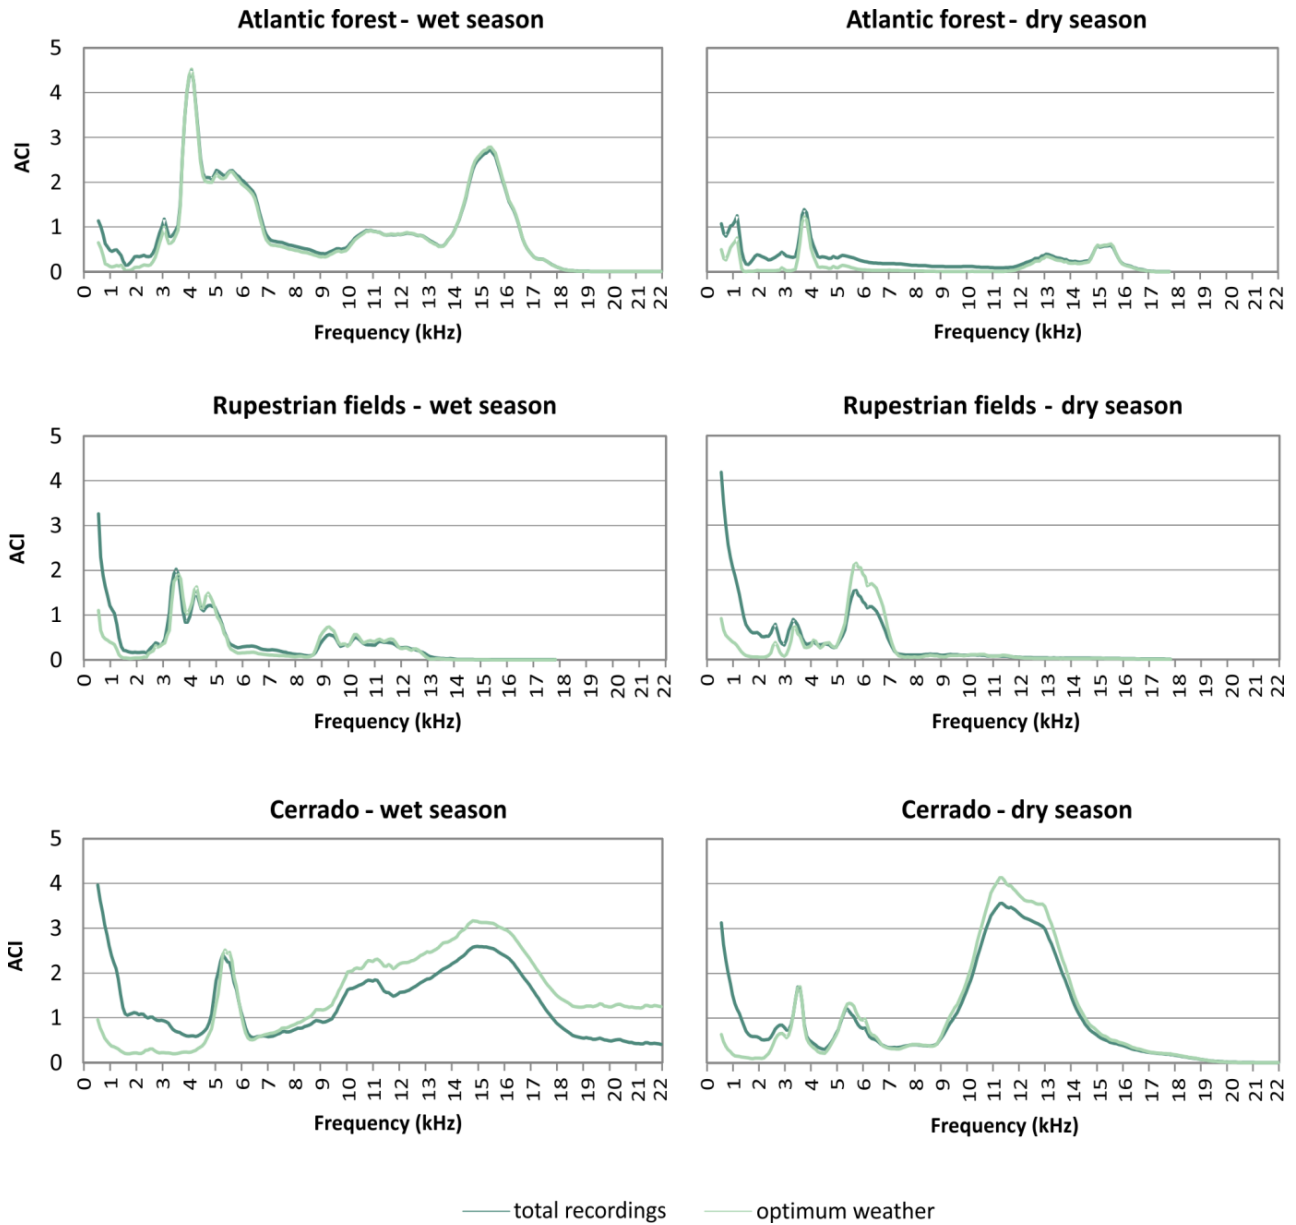 Atlantic forest - wet season
5
4
3
2
1
0
ACI
0 1 2 3 4 5 6 7 8 9 10 11 12 13 14 15 16 17 18 19 20 21 22
Frequency (kHz)
Atlantic forest - dry season
0 1 2 3 4 5 6 7 8 9 10 11 12 13 14 15 16 17 18 19 20 21 22
Frequency (kHz)
Rupestrian fields - wet season
5
4
3
2
1
0
ACI
0 1 2 3 4 5 6 7 8 9 10 11 12 13 14 15 16 17 18 19 20 21 22
Frequency (kHz)
Rupestrian fields - dry season
0 1 2 3 4 5 6 7 8 9 10 11 12 13 14 15 16 17 18 19 20 21 22
Frequency (kHz)
Cerrado - wet season
5
4
3
2
1
0
ACI
0 1 2 3 4 5 6 7 8 9 10 11 12 13 14 15 16 17 18 19 20 21 22
Frequency (kHz)
Cerrado - dry season
0 1 2 3 4 5 6 7 8 9 10 11 12 13 14 15 16 17 18 19 20 21 22
Frequency (kHz)
total recordings
optimum weather